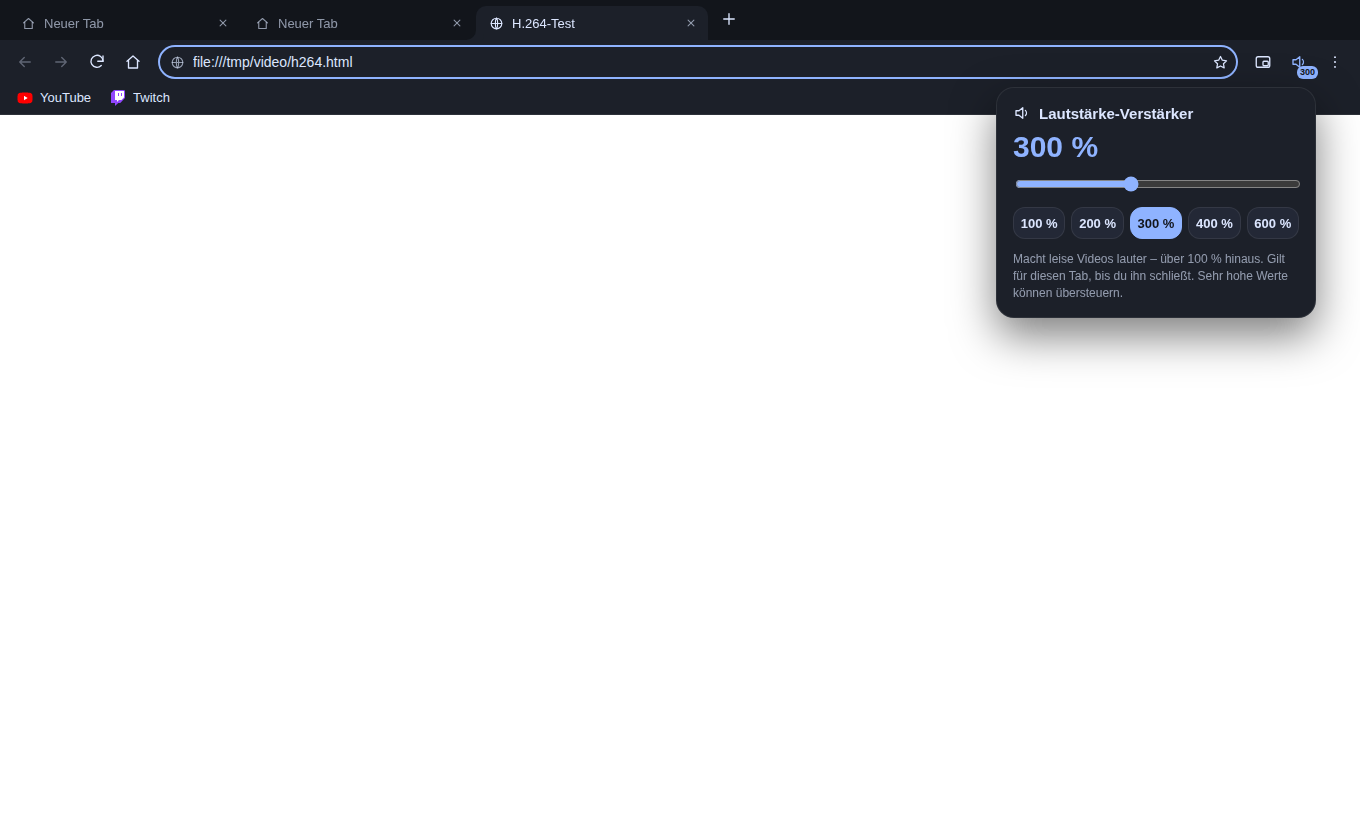 Neuer Tab
Neuer Tab
H.264-Test
file:///tmp/video/h264.html
300
YouTube
Twitch
Lautstärke-Verstärker
300 %
100 %
200 %
300 %
400 %
600 %
Macht leise Videos lauter – über 100 % hinaus. Gilt
für diesen Tab, bis du ihn schließt. Sehr hohe Werte
können übersteuern.